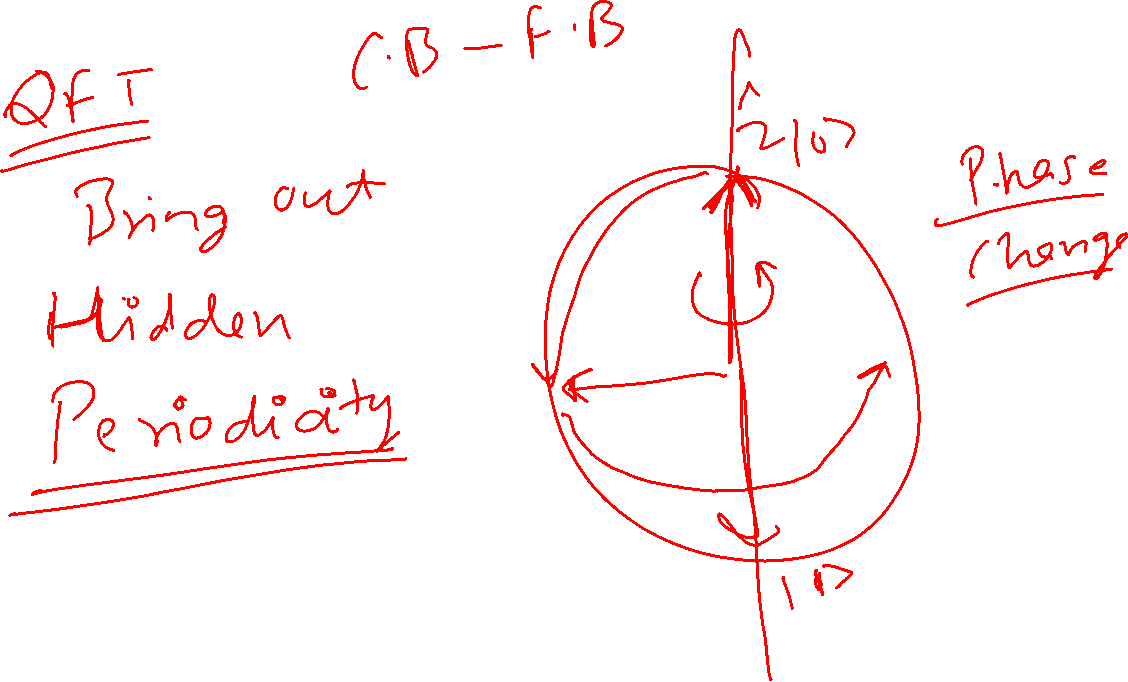 C.B - F.B
QFT
Bring out
Hidden
Periodicity
ẑ |0>
Phase
Change
|1>